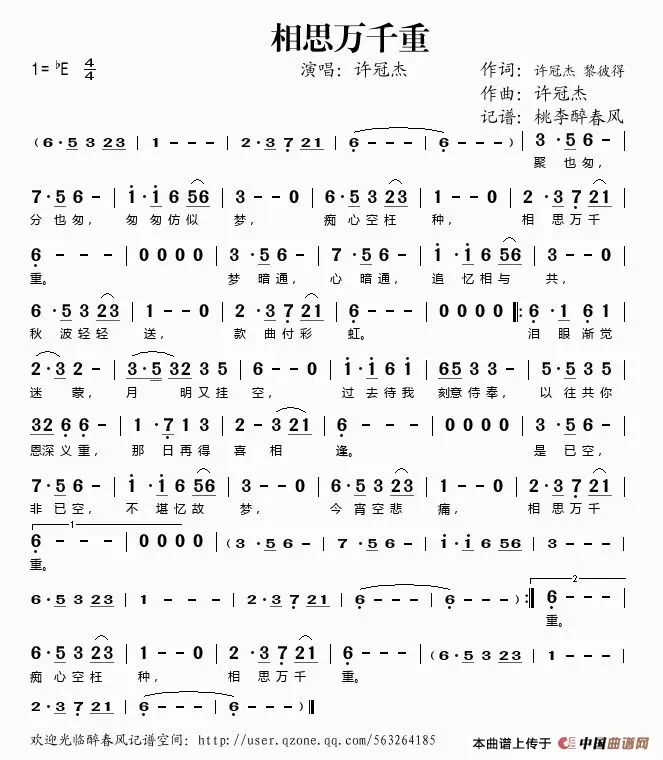 相思万千重
1=♭E 4/4
演唱：许冠杰
作词：许冠杰 黎彼得
作曲：许冠杰
记谱：桃李醉春风
(6·5 3 23 | 1 - - - | 2·3 7 21 | 6 - - - | 6 - - -) | 3·5 6 - |
聚也匆，
7·5 6 - | i·i 6 56 | 3 - - 0 | 6·5 3 23 | 1 - - 0 | 2·3 7 21 |
分也匆， 匆匆仿似 梦， 痴心空枉 种， 相思万千
6 - - - | 0 0 0 0 | 3·5 6 - | 7·5 6 - | i·i 6 56 | 3 - - 0 |
重。 梦暗通， 心暗通， 追忆相与 共，
6·5 3 23 | 1 - - 0 | 2·3 7 21 | 6 - - - | 0 0 0 0 |: 6·1 6 1 |
秋波轻轻 送， 款曲付彩 虹。 泪眼渐觉
2·3 2 - | 3·5 32 3 5 | 6 - - 0 | i·i 6 i | 65 5 3 - | 3·5 3 5 |
迷蒙， 月明又挂 空， 过去待我 刻意侍奉， 以往共你
32 6 6 - | 1·7 1 3 | 2 - 3 21 | 6 - - - | 0 0 0 0 | 3·5 6 - |
恩深义重， 那日再得 喜相 逢。 是已空，
7·5 6 - | i·i 6 56 | 3 - - 0 | 6·5 3 23 | 1 - - 0 | 2·3 7 21 |
非已空， 不堪忆故 梦， 今宵空悲 痛， 相思万千
1
6 - - - | 0 0 0 0 | (3·5 6 - | 7·5 6 - | i·i 6 56 | 3 - - - |
重。
2
6·5 3 23 | 1 - - - | 2·3 7 21 | 6 - - - | 6 - - -) :| 6 - - - |
重。
6·5 3 23 | 1 - - 0 | 2·3 7 21 | 6 - - - | (6·5 3 23 | 1 - - - |
痴心空枉 种， 相思万千 重。
2·3 7 21 | 6 - - - | 6 - - -) ||
欢迎光临醉春风记谱空间：http://user.qzone.qq.com/563264185
本曲谱上传于 中国曲谱网